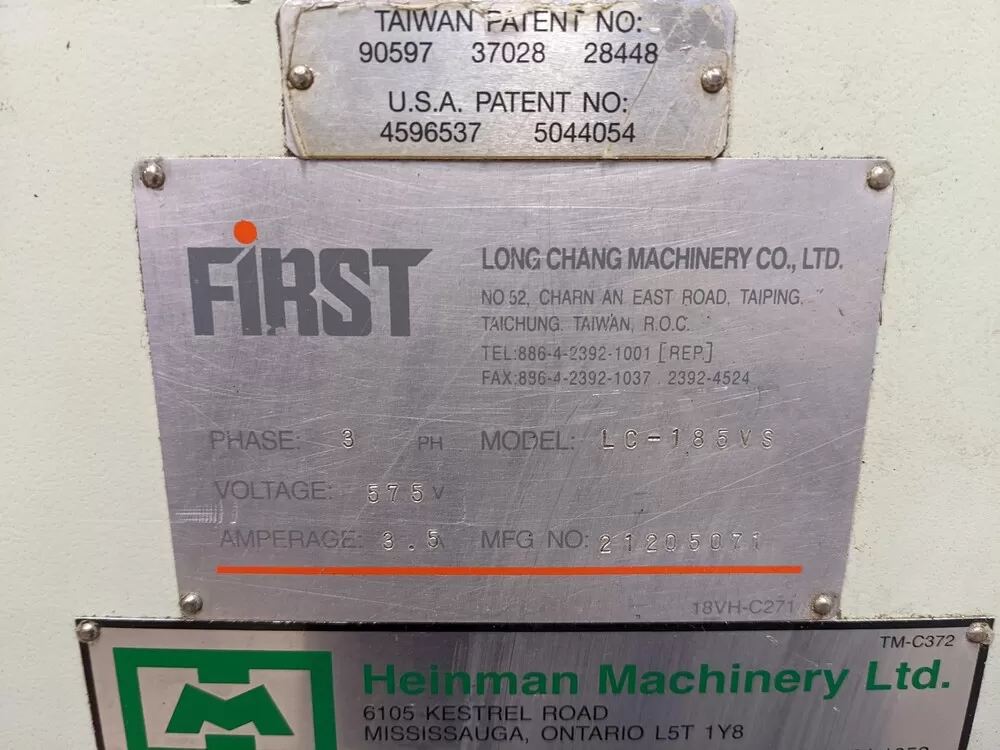 TAIWAN PATENT NO:
90597 37028 28448
U.S.A. PATENT NO:
4596537 5044054
FIRST
LONG CHANG MACHINERY CO., LTD.
NO 52, CHARN AN EAST ROAD, TAIPING,
TAICHUNG, TAIWAN, R.O.C.
TEL:886-4-2392-1001 [REP.]
FAX:886-4-2392-1037 . 2392-4524
PHASE: 3 PH MODEL: LC-185VS
VOLTAGE: 575 V
AMPERAGE: 3.5 A MFG NO: 21205071
18VH-C271
TM-C372
Heinman Machinery Ltd.
6105 KESTREL ROAD
MISSISSAUGA, ONTARIO L5T 1Y8